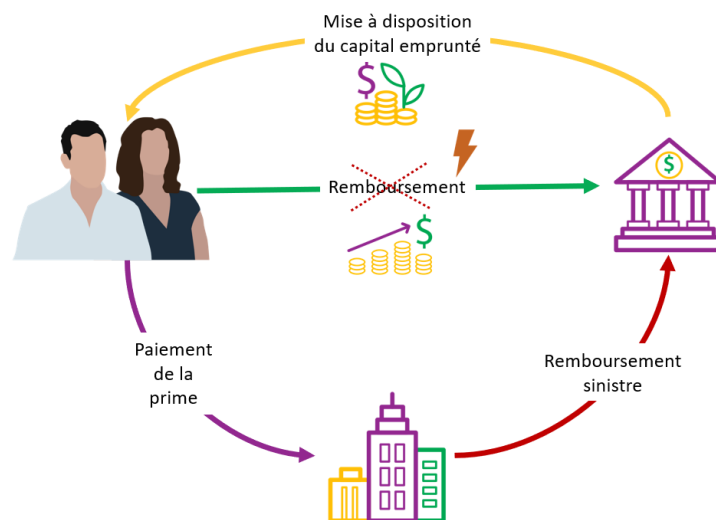 Mise à disposition
du capital emprunté
$
Remboursement
$
$
Paiement
de la
prime
Remboursement
sinistre